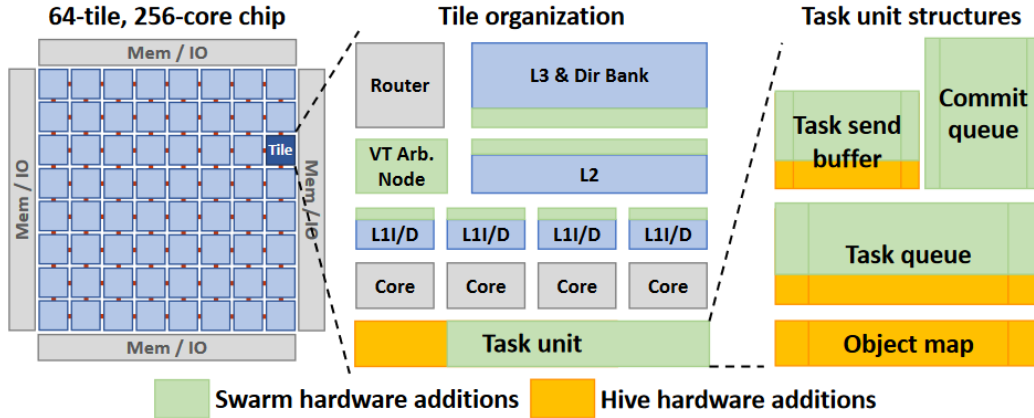 64-tile, 256-core chip
Mem / IO
Mem / IO
Tile
Mem / IO
Mem / IO
Tile organization
Router
L3 & Dir Bank
VT Arb.
Node
L2
L1I/D
L1I/D
L1I/D
L1I/D
Core
Core
Core
Core
Task unit
Task unit structures
Task send
buffer
Commit
queue
Task queue
Object map
Swarm hardware additions
Hive hardware additions